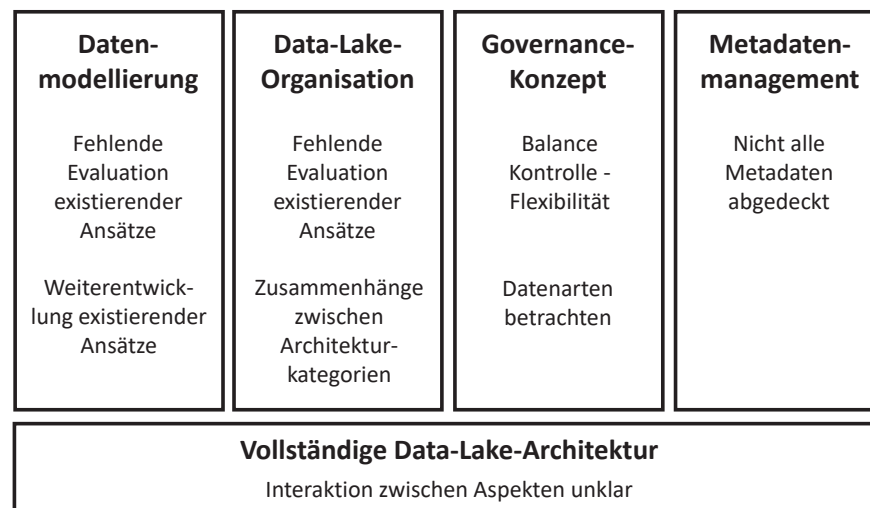 Daten-
modellierung
Fehlende
Evaluation
existierender
Ansätze
Weiterentwick-
lung existierender
Ansätze
Data-Lake-
Organisation
Fehlende
Evaluation
existierender
Ansätze
Zusammenhänge
zwischen
Architektur-
kategorien
Governance-
Konzept
Balance
Kontrolle -
Flexibilität
Datenarten
betrachten
Metadaten-
management
Nicht alle
Metadaten
abgedeckt
Vollständige Data-Lake-Architektur
Interaktion zwischen Aspekten unklar